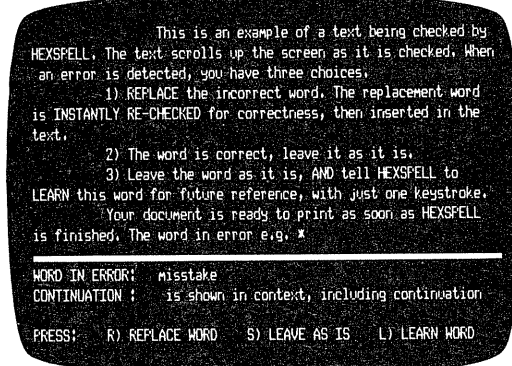 This is an example of a text being checked by
HEXSPELL. The text scrolls up the screen as it is checked. When
an error is detected, you have three choices.
1) REPLACE the incorrect word. The replacement word
is INSTANTLY RE-CHECKED for correctness, then inserted in the
text.
2) The word is correct, leave it as it is.
3) Leave the word as it is, AND tell HEXSPELL to
LEARN this word for future reference, with just one keystroke.
Your document is ready to print as soon as HEXSPELL
is finished. The word in error e.g. *
WORD IN ERROR: misstake
CONTINUATION : is shown in context, including continuation
PRESS: R) REPLACE WORD S) LEAVE AS IS L) LEARN WORD